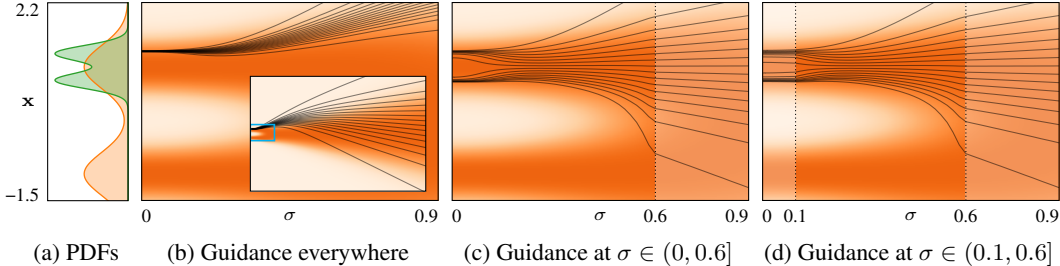 2.2
x
−1.5
0 σ 0.9
0 σ 0.6 0.9
0 0.1 σ 0.6 0.9
(a) PDFs (b) Guidance everywhere (c) Guidance at σ ∈ (0, 0.6] (d) Guidance at σ ∈ (0.1, 0.6]